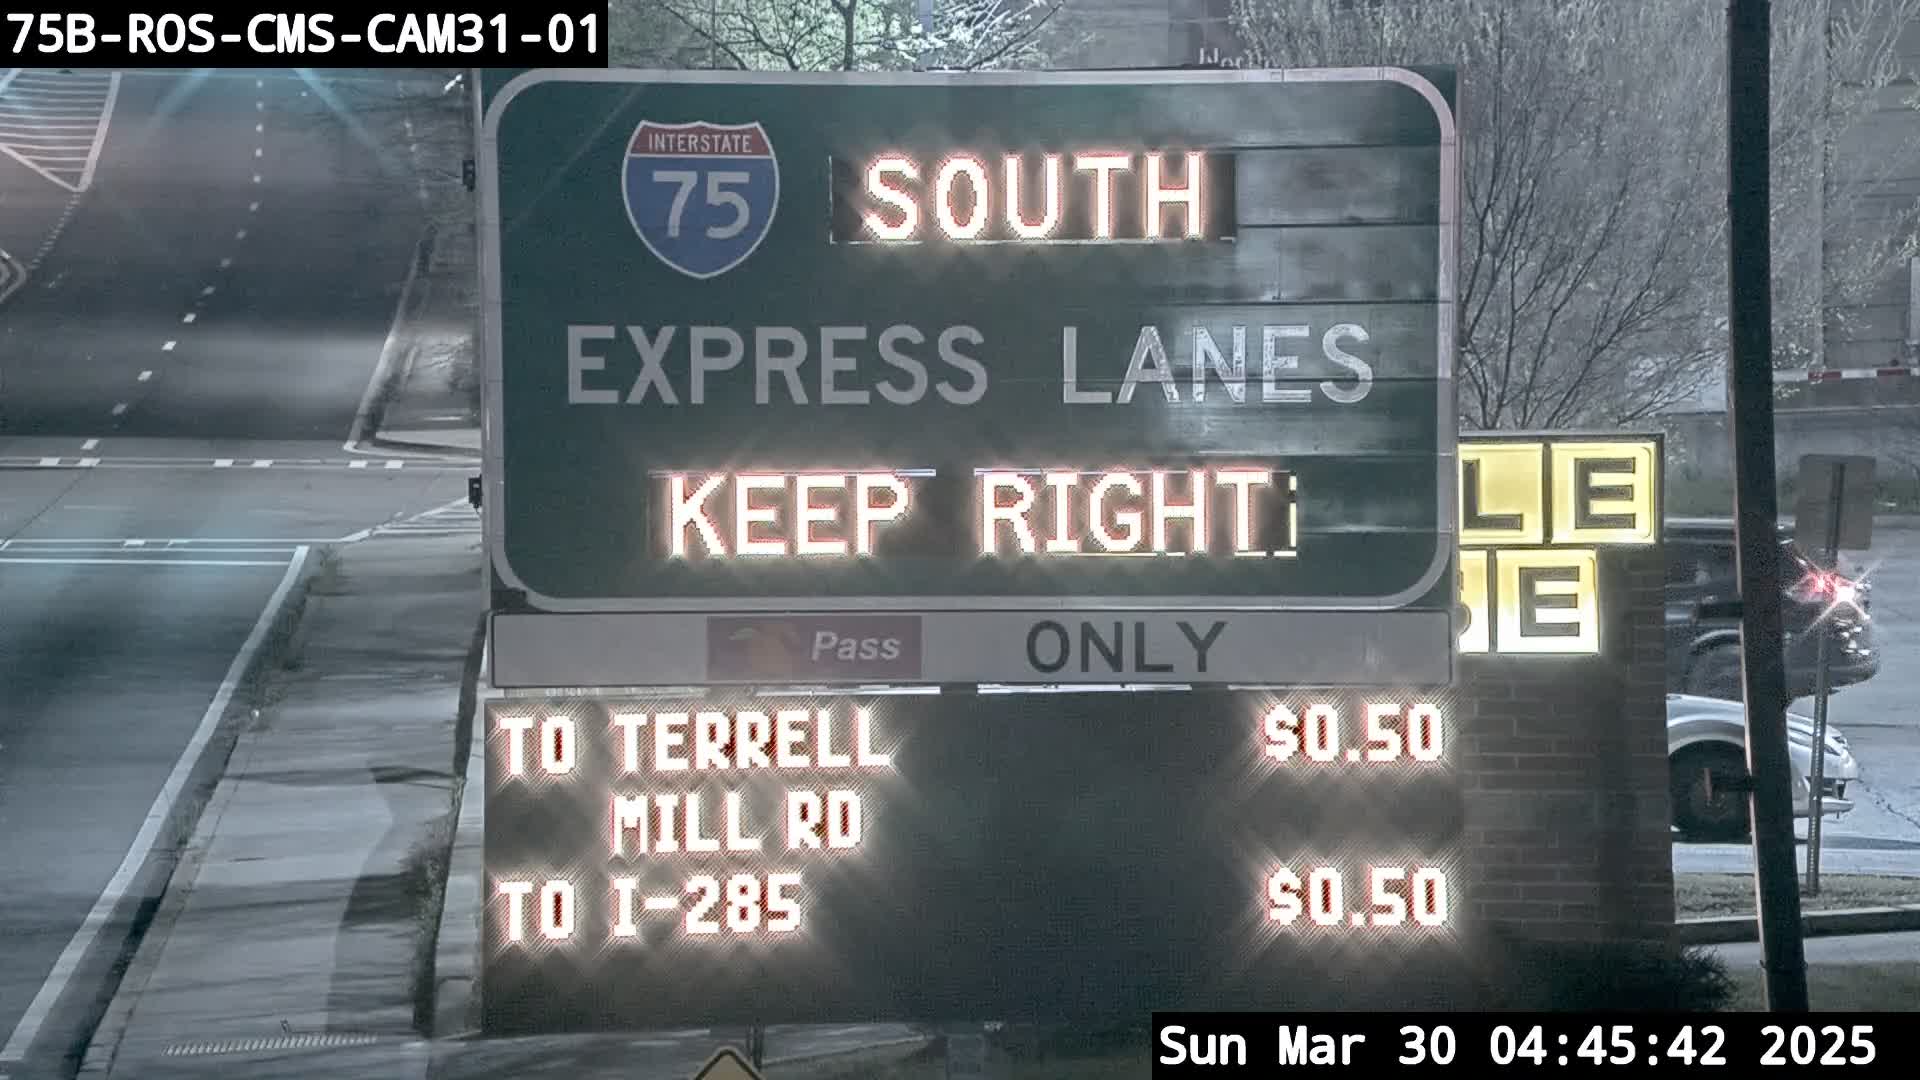 75B-ROS-CMS-CAM31-01
INTERSTATE
75
SOUTH
EXPRESS LANES
KEEP RIGHT
Pass ONLY
LE
E
TO TERRELL $0.50
MILL RD
TO I-285 $0.50
Sun Mar 30 04:45:42 2025